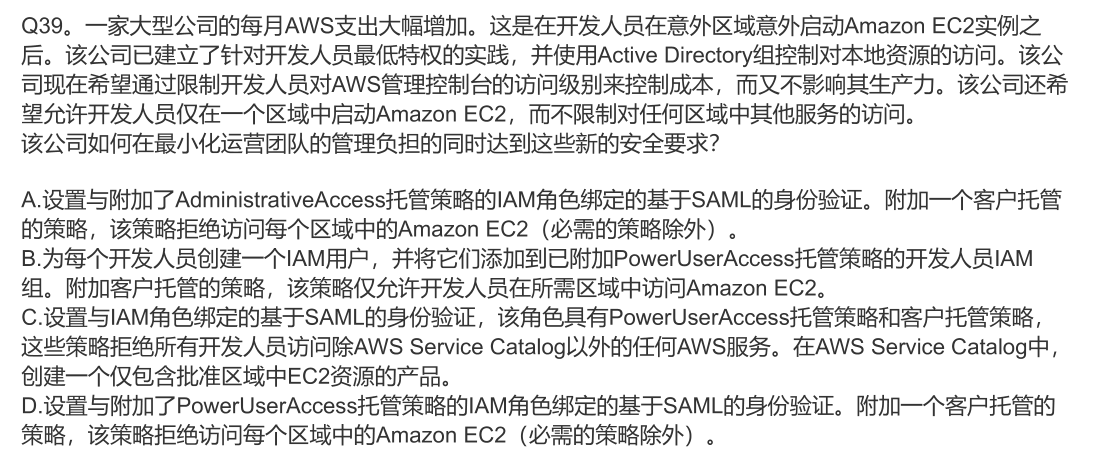 Q39。一家大型公司的每月AWS支出大幅增加。这是在开发人员在意外区域意外启动Amazon EC2实例之
后。该公司已建立了针对开发人员最低特权的实践，并使用Active Directory组控制对本地资源的访问。该公
司现在希望通过限制开发人员对AWS管理控制台的访问级别来控制成本，而又不影响其生产力。该公司还希
望允许开发人员仅在一个区域中启动Amazon EC2，而不限制对任何区域中其他服务的访问。
该公司如何在最小化运营团队的管理负担的同时达到这些新的安全要求？
A.设置与附加了AdministrativeAccess托管策略的IAM角色绑定的基于SAML的身份验证。附加一个客户托管
的策略，该策略拒绝访问每个区域中的Amazon EC2（必需的策略除外）。
B.为每个开发人员创建一个IAM用户，并将它们添加到已附加PowerUserAccess托管策略的开发人员IAM
组。附加客户托管的策略，该策略仅允许开发人员在所需区域中访问Amazon EC2。
C.设置与IAM角色绑定的基于SAML的身份验证，该角色具有PowerUserAccess托管策略和客户托管策略，
这些策略拒绝所有开发人员访问除AWS Service Catalog以外的任何AWS服务。在AWS Service Catalog中，
创建一个仅包含批准区域中EC2资源的产品。
D.设置与附加了PowerUserAccess托管策略的IAM角色绑定的基于SAML的身份验证。附加一个客户托管的
策略，该策略拒绝访问每个区域中的Amazon EC2（必需的策略除外）。